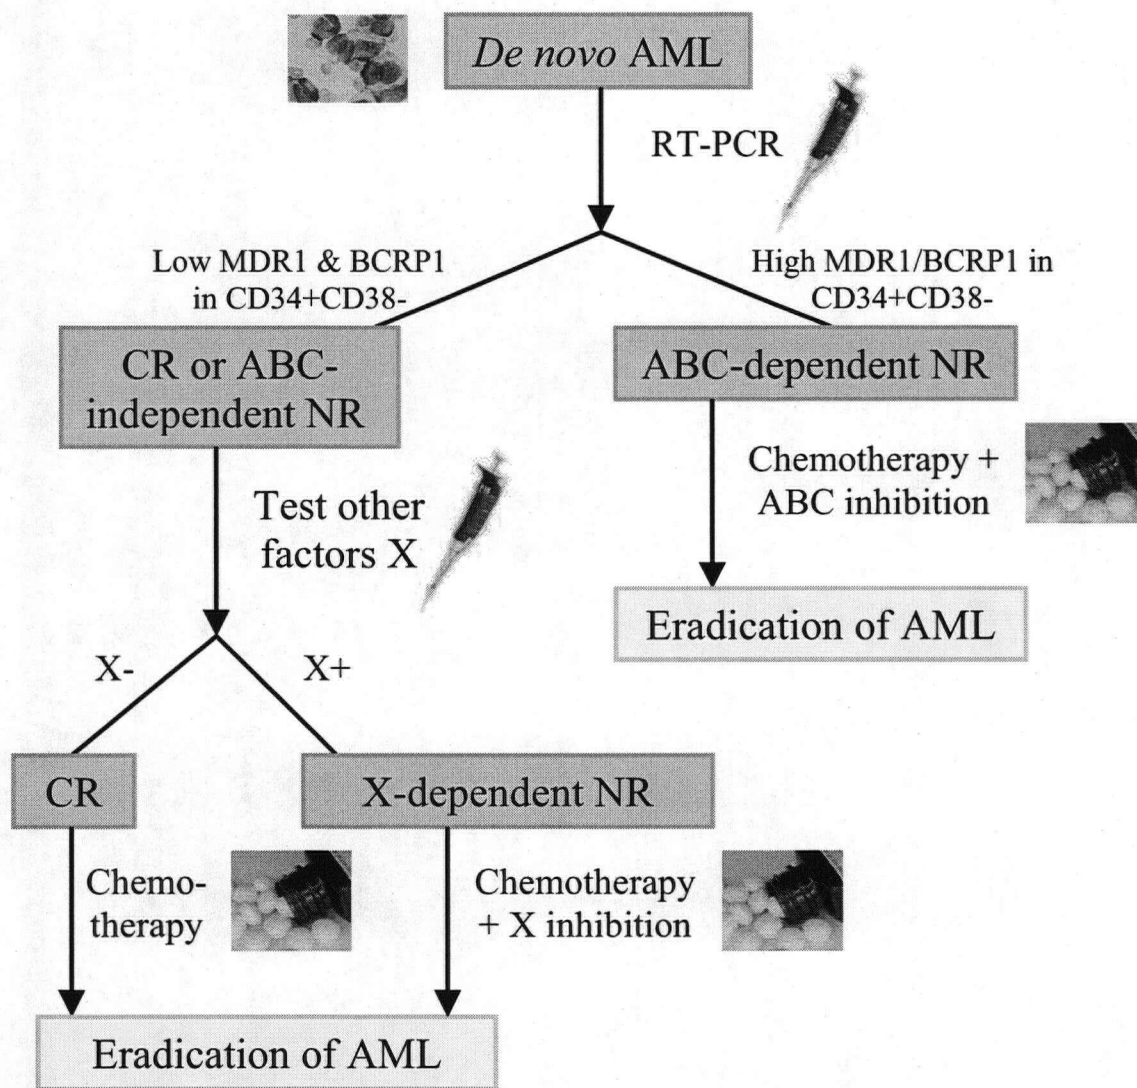 De novo AML
RT-PCR
Low MDR1 & BCRP1
in CD34+CD38-
High MDR1/BCRP1 in
CD34+CD38-
CR or ABC-
independent NR
ABC-dependent NR
Chemotherapy +
ABC inhibition
Test other
factors X
Eradication of AML
X-
X+
CR
X-dependent NR
Chemo-
therapy
Chemotherapy
+ X inhibition
Eradication of AML